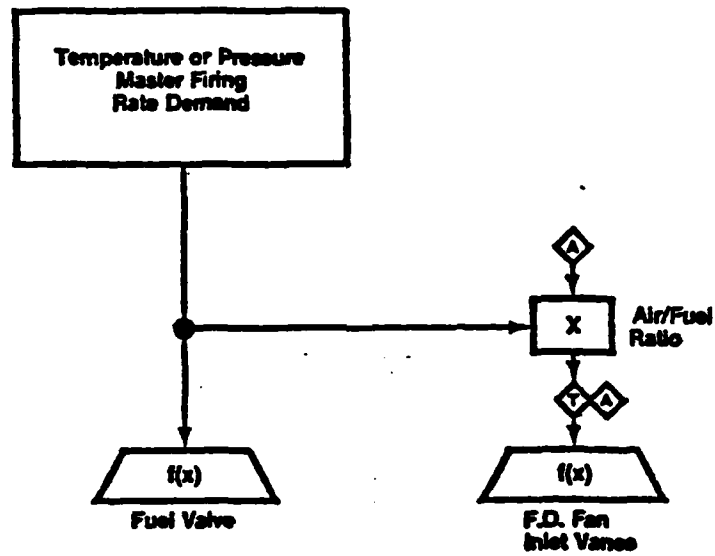 Temperature or Pressure
Master Firing
Rate Demand
A
X
Air/Fuel
Ratio
T
A
f(x)
f(x)
Fuel Valve
F.D. Fan
Inlet Vanes